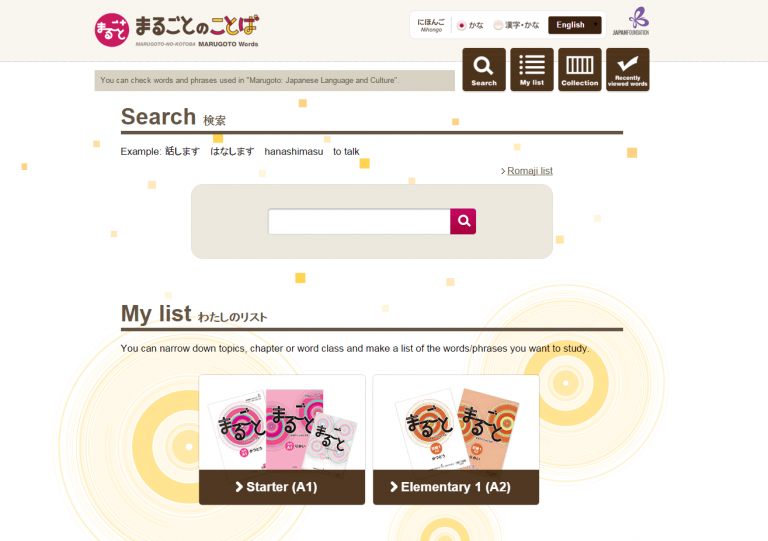 まるごと
まるごとのことば
MARUGOTO-NO-KOTOBA MARUGOTO Words
にほんご
Nihongo
かな
漢字・かな
English
JAPANFOUNDATION
You can check words and phrases used in "Marugoto: Japanese Language and Culture".
Search
My list
Collection
Recently
viewed words
Search 検索
Example: 話します はなします hanashimasu to talk
Romaji list
My list わたしのリスト
You can narrow down topics, chapter or word class and make a list of the words/phrases you want to study.
まるごと
まるごと
まるごと
まるごと
まるごと
Starter (A1)
Elementary 1 (A2)